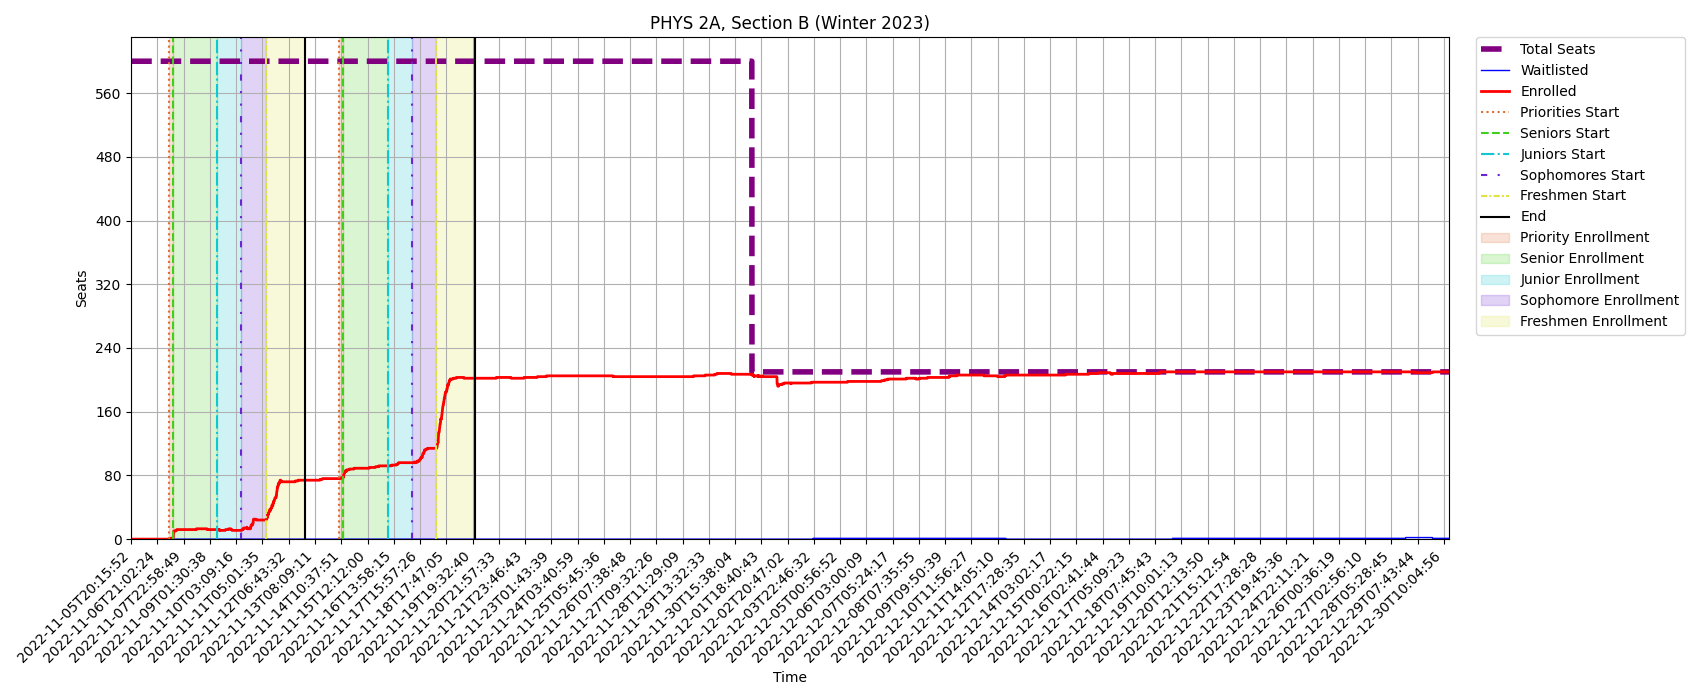 PHYS 2A, Section B (Winter 2023)
Seats
560
480
400
320
240
160
80
0
2022-11-05T20:15:52
2022-11-06T21:02:24
2022-11-07T22:58:49
2022-11-09T01:30:38
2022-11-10T03:09:16
2022-11-11T05:01:35
2022-11-12T06:43:32
2022-11-13T08:09:11
2022-11-14T10:37:51
2022-11-15T12:12:00
2022-11-16T13:58:15
2022-11-17T15:57:26
2022-11-18T17:47:05
2022-11-19T19:32:40
2022-11-20T21:57:33
2022-11-21T23:46:43
2022-11-23T01:43:39
2022-11-24T03:40:59
2022-11-25T05:45:36
2022-11-26T07:38:48
2022-11-27T09:32:26
2022-11-28T11:29:09
2022-11-29T13:32:33
2022-11-30T15:38:04
2022-12-01T18:40:43
2022-12-02T20:47:02
2022-12-03T22:46:32
2022-12-05T00:56:52
2022-12-06T03:00:09
2022-12-07T05:24:17
2022-12-08T07:35:55
2022-12-09T09:50:39
2022-12-10T11:56:27
2022-12-11T14:05:10
2022-12-12T17:28:35
2022-12-14T03:02:17
2022-12-15T00:22:15
2022-12-16T02:41:44
2022-12-17T05:09:23
2022-12-18T07:45:43
2022-12-19T10:01:13
2022-12-20T12:13:50
2022-12-21T15:12:54
2022-12-22T17:28:28
2022-12-23T19:45:36
2022-12-24T22:11:21
2022-12-26T00:36:19
2022-12-27T02:56:10
2022-12-28T05:28:45
2022-12-29T07:43:44
2022-12-30T10:04:56
Time
Total Seats
Waitlisted
Enrolled
Priorities Start
Seniors Start
Juniors Start
Sophomores Start
Freshmen Start
End
Priority Enrollment
Senior Enrollment
Junior Enrollment
Sophomore Enrollment
Freshmen Enrollment